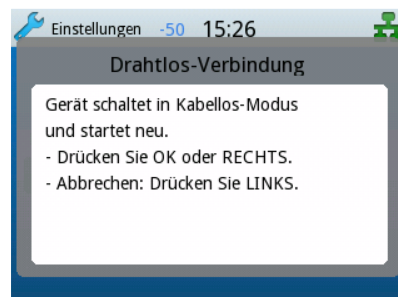 Einstellungen -50 15:26
Drahtlos-Verbindung
Gerät schaltet in Kabellos-Modus
und startet neu.
- Drücken Sie OK oder RECHTS.
- Abbrechen: Drücken Sie LINKS.